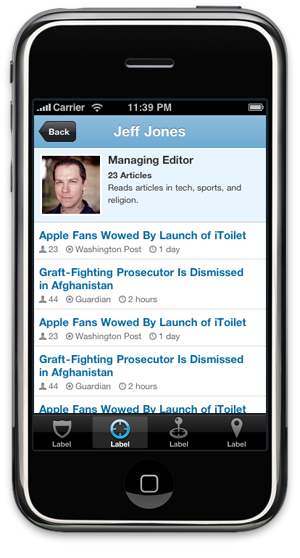 Carrier 11:39 PM
Back Jeff Jones
Managing Editor
23 Articles
Reads articles in tech, sports, and
religion.
Apple Fans Wowed By Launch of iToilet
23 Washington Post 1 day
Graft-Fighting Prosecutor Is Dismissed
in Afghanistan
44 Guardian 2 hours
Apple Fans Wowed By Launch of iToilet
23 Washington Post 1 day
Graft-Fighting Prosecutor Is Dismissed
in Afghanistan
44 Guardian 2 hours
Apple Fans Wowed By Launch of iToilet
Label Label Label Label